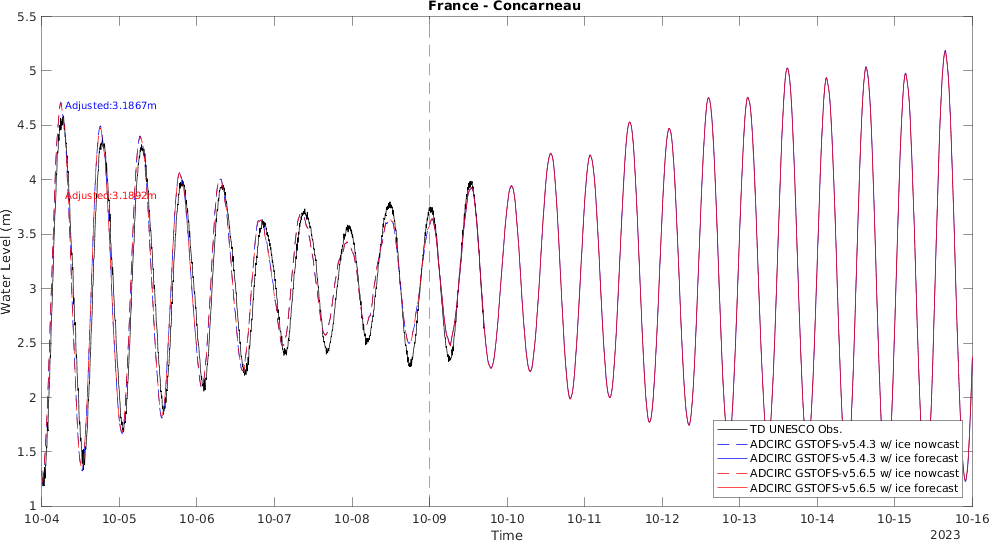 France - Concarneau
5.5
5
4.5
4
3.5
3
2.5
2
1.5
1
Water Level (m)
Adjusted:3.1867m
Adjusted:3.1892m
TD UNESCO Obs.
ADCIRC GSTOFS-v5.4.3 w/ ice nowcast
ADCIRC GSTOFS-v5.4.3 w/ ice forecast
ADCIRC GSTOFS-v5.6.5 w/ ice nowcast
ADCIRC GSTOFS-v5.6.5 w/ ice forecast
10-04 10-05 10-06 10-07 10-08 10-09 10-10 10-11 10-12 10-13 10-14 10-15 10-16
Time
2023